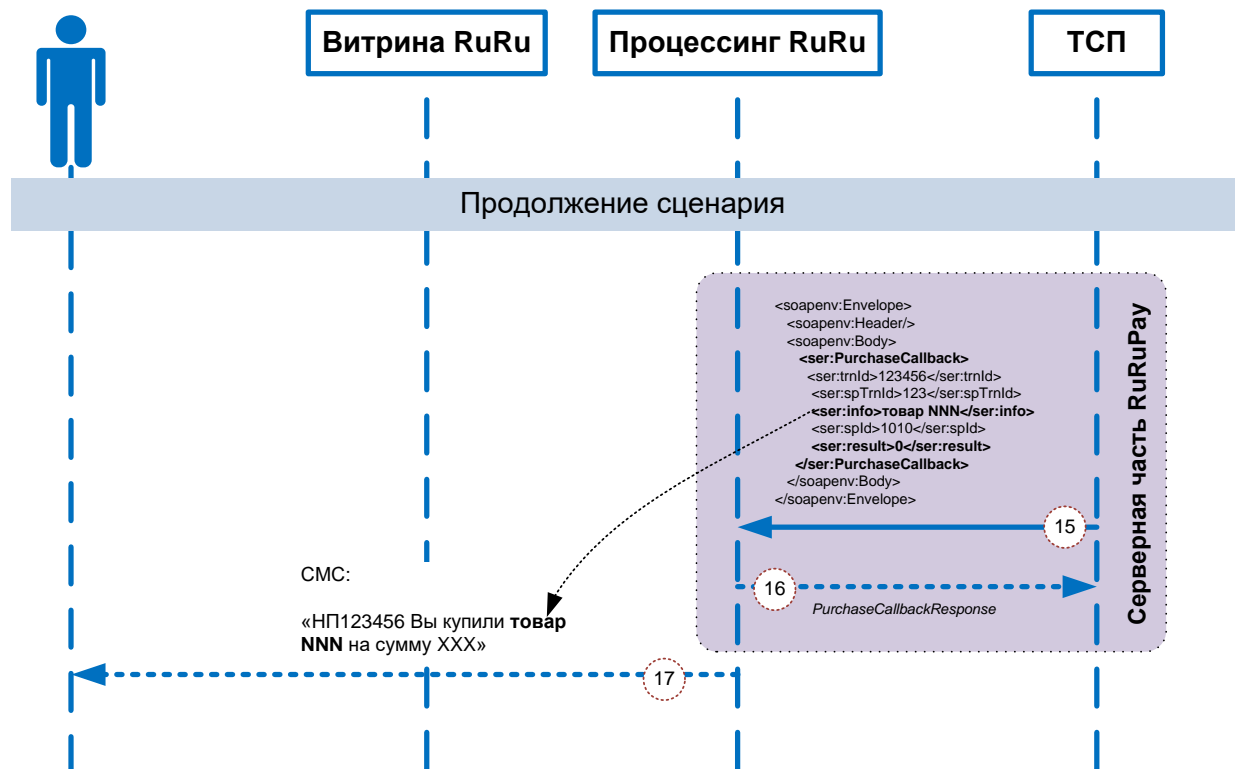 Витрина RuRu
Процессинг RuRu
ТСП
Продолжение сценария
<soapenv:Envelope>
<soapenv:Header/>
<soapenv:Body>
<ser:PurchaseCallback>
<ser:trnId>123456</ser:trnId>
<ser:spTrnId>123</ser:spTrnId>
<ser:info>товар NNN</ser:info>
<ser:spId>1010</ser:spId>
<ser:result>0</ser:result>
</ser:PurchaseCallback>
</soapenv:Body>
</soapenv:Envelope>
Серверная часть RuRuPay
15
16
PurchaseCallbackResponse
СМС:
«НП123456 Вы купили товар
NNN на сумму XXX»
17